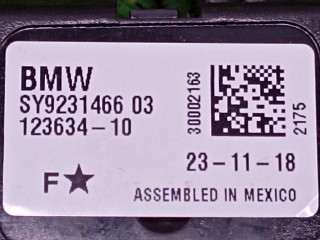 BMW
SY9231466 03
123634-10
30002163
2175
23-11-18
F★
ASSEMBLED IN MEXICO